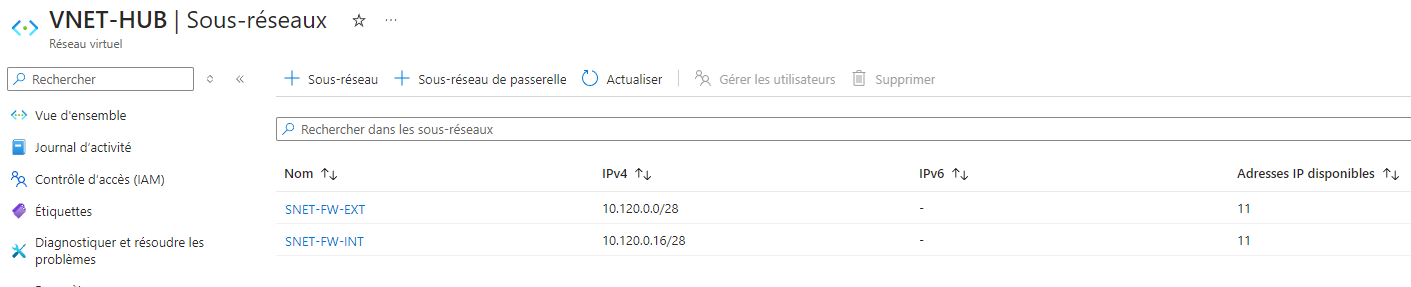 VNET-HUB | Sous-réseaux
Réseau virtuel
Rechercher
Sous-réseau
Sous-réseau de passerelle
Actualiser
Gérer les utilisateurs
Supprimer
Vue d'ensemble
Journal d'activité
Contrôle d'accès (IAM)
Étiquettes
Diagnostiquer et résoudre les
problèmes
Rechercher dans les sous-réseaux
Nom IPv4 IPv6 Adresses IP disponibles
SNET-FW-EXT 10.120.0.0/28 - 11
SNET-FW-INT 10.120.0.16/28 - 11